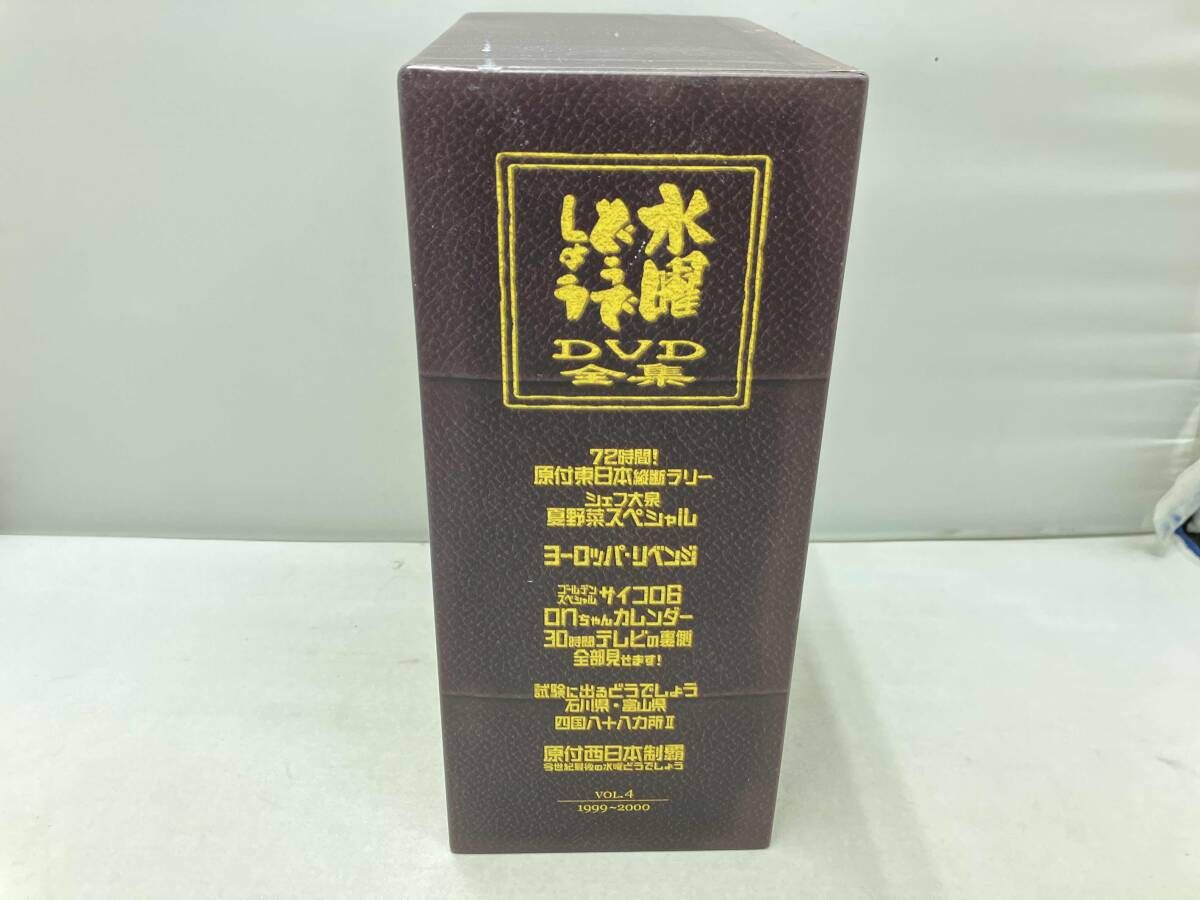 水曜
どうで
しょう
DVD
全集
72時間!
原付東日本縦断ラリー
シェフ大泉
夏野菜スペシャル
ヨーロッパ・リベンジ
ゴールデン
スペシャル
サイコロ6
onちゃんカレンダー
30時間テレビの裏側
全部見せます!
試験に出るどうでしょう
石川県・富山県
四国八十八カ所Ⅱ
原付西日本制覇
今世紀最後の水曜どうでしょう
VOL.4
1999~2000